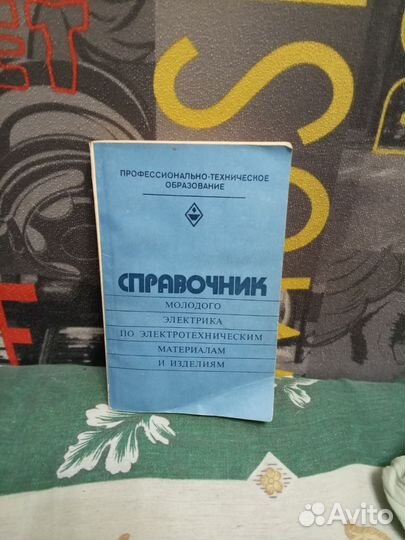 ПРОФЕССИОНАЛЬНО-ТЕХНИЧЕСКОЕ
ОБРАЗОВАНИЕ
СПРАВОЧНИК
МОЛОДОГО
ЭЛЕКТРИКА
ПО ЭЛЕКТРОТЕХНИЧЕСКИМ
МАТЕРИАЛАМ
И ИЗДЕЛИЯМ
Avito